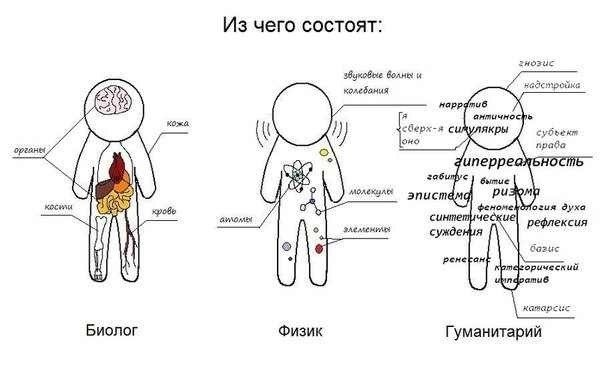 Из чего состоят:
кожа
органы
кости
кровь
Биолог
звуковые волны и
колебания
атомы
молекулы
элементы
Физик
гнозис
надстройка
нарратив
античность
я
сверх-я
оно
симулякры
субъект
права
гиперреальность
габитус
бытие
эпистема
ризома
феноменология духа
синтетические
суждения
рефлексия
базис
ренесанс
категорический
императив
катарсис
Гуманитарий